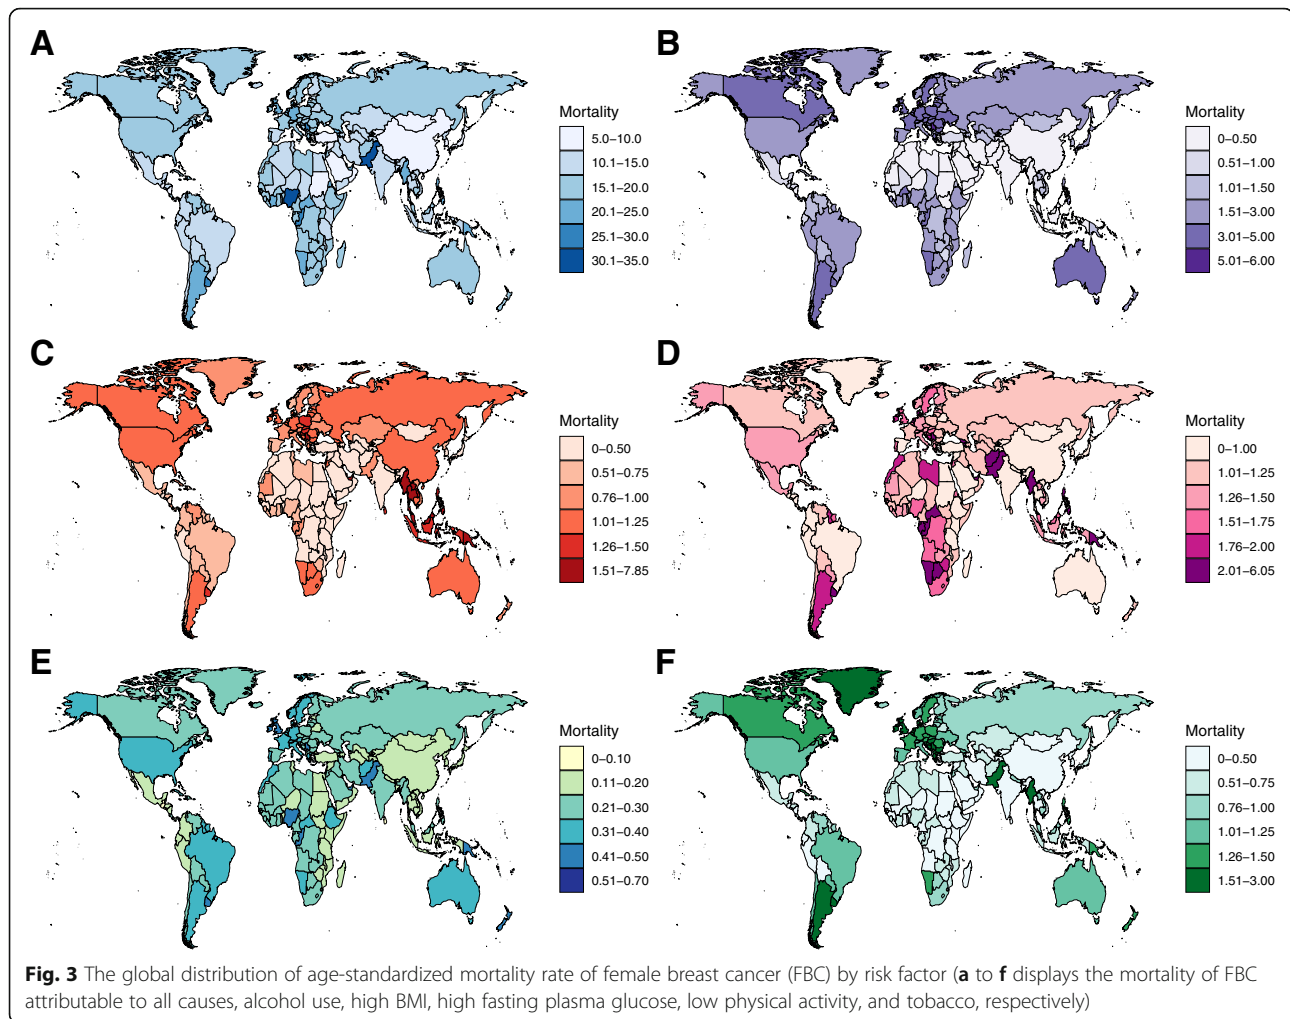 A
Mortality
5.0–10.0
10.1–15.0
15.1–20.0
20.1–25.0
25.1–30.0
30.1–35.0
B
Mortality
0–0.50
0.51–1.00
1.01–1.50
1.51–3.00
3.01–5.00
5.01–6.00
C
Mortality
0–0.50
0.51–0.75
0.76–1.00
1.01–1.25
1.26–1.50
1.51–7.85
D
Mortality
0–1.00
1.01–1.25
1.26–1.50
1.51–1.75
1.76–2.00
2.01–6.05
E
Mortality
0–0.10
0.11–0.20
0.21–0.30
0.31–0.40
0.41–0.50
0.51–0.70
F
Mortality
0–0.50
0.51–0.75
0.76–1.00
1.01–1.25
1.26–1.50
1.51–3.00
Fig. 3 The global distribution of age-standardized mortality rate of female breast cancer (FBC) by risk factor (a to f displays the mortality of FBC
attributable to all causes, alcohol use, high BMI, high fasting plasma glucose, low physical activity, and tobacco, respectively)